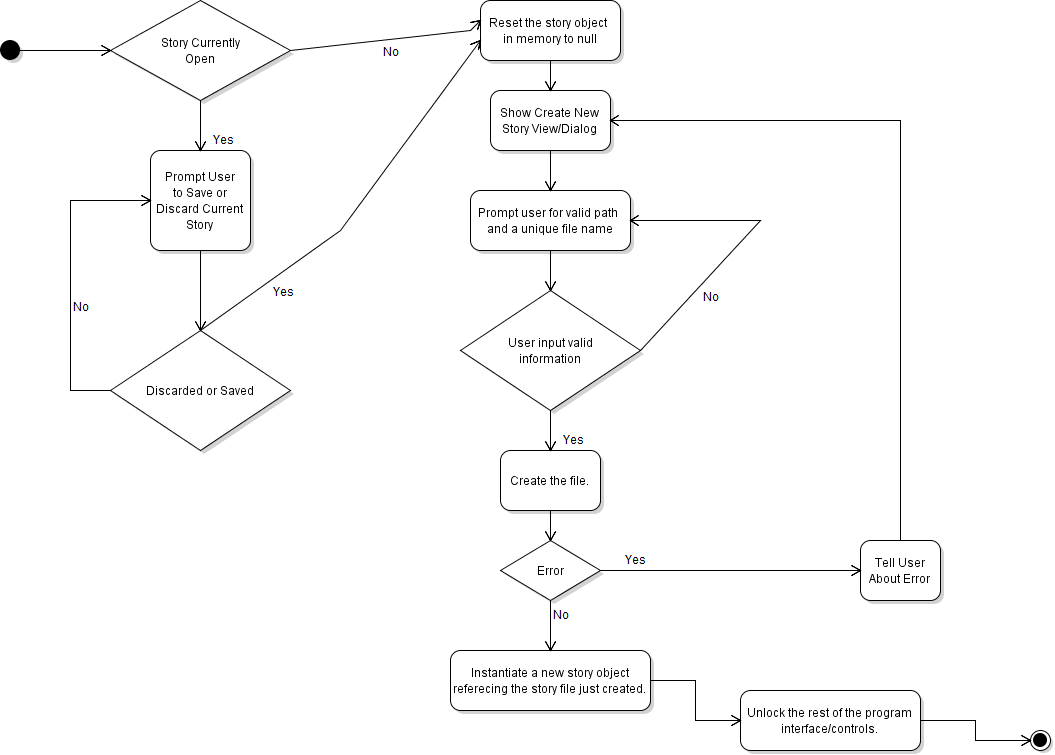 Story Currently
Open
No
Yes
Prompt User
to Save or
Discard Current
Story
No
Yes
Discarded or Saved
Reset the story object
in memory to null
Show Create New
Story View/Dialog
Prompt user for valid path
and a unique file name
No
User input valid
information
Yes
Create the file.
Error
Yes
Tell User
About Error
No
Instantiate a new story object
referecing the story file just created.
Unlock the rest of the program
interface/controls.